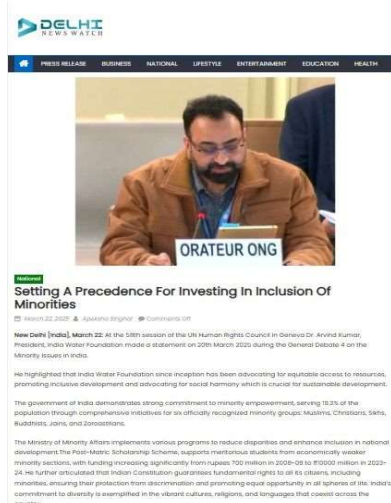 DELHI
NEWS WATCH
PRESS RELEASE BUSINESS NATIONAL LIFESTYLE ENTERTAINMENT EDUCATION HEALTH
ORATEUR ONG
National
Setting A Precedence For Investing In Inclusion Of
Minorities
March 22, 2025 Apeksha Singhal Comments Off
New Delhi [India], March 22: At the 58th session of the UN Human Rights Council in Geneva Dr. Arvind Kumar,
President, India Water Foundation made a statement on 20th March 2025 during the General Debate 4 on the
Minority Issues in India.
He highlighted that India Water Foundation since inception has been advocating for equitable access to resources,
promoting inclusive development and advocating for social harmony which is crucial for sustainable development.
The government of India demonstrates strong commitment to minority empowerment, serving 19.3% of the
population through comprehensive initiatives for six officially recognized minority groups: Muslims, Christians, Sikhs,
Buddhists, Jains, and Zoroastrians.
The Ministry of Minority Affairs implements various programs to reduce disparities and enhance inclusion in national
development. The Post-Matric Scholarship Scheme, supports meritorious students from economically weaker
minority sections, with funding increasing significantly from rupees 700 million in 2008-09 to ₹10000 million in 2023-
24. He further articulated that Indian Constitution guarantees fundamental rights to all its citizens, including
minorities, ensuring their protection from discrimination and promoting equal opportunity in all spheres of life. India's
commitment to diversity is exemplified in the vibrant cultures, religions, and languages that coexist across the